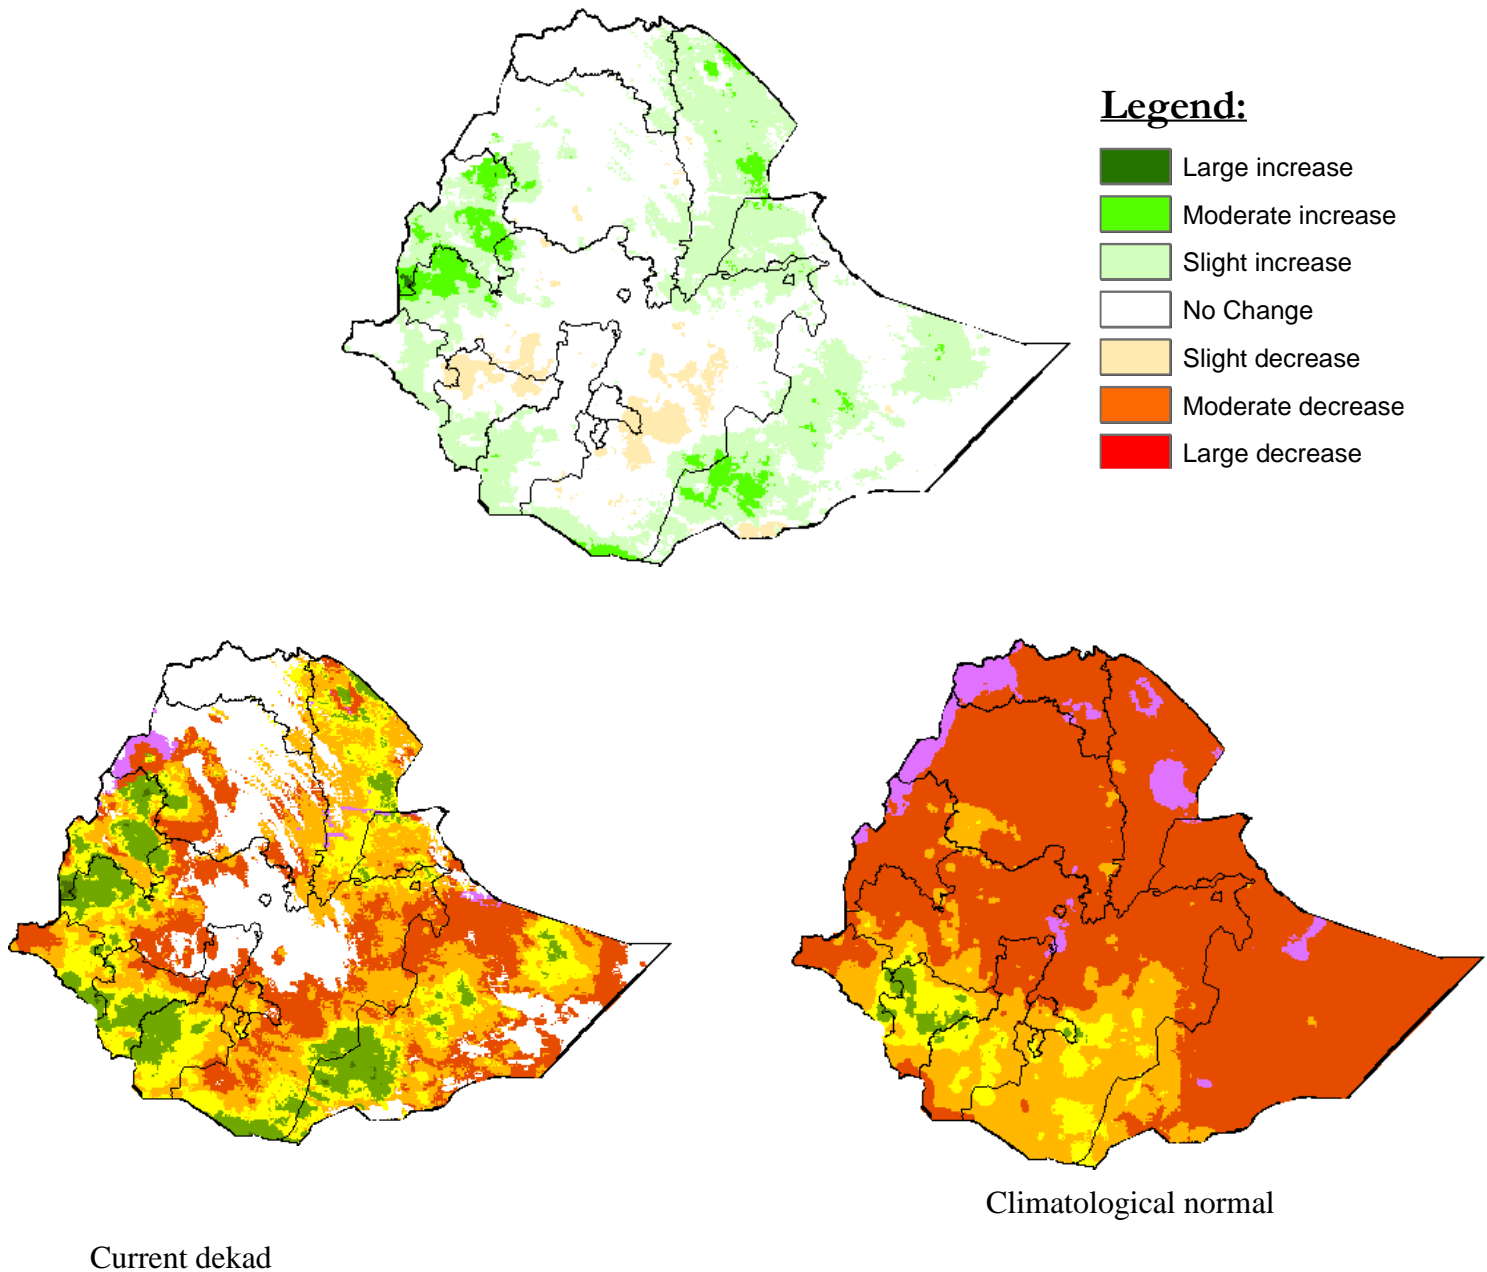 Legend:
Large increase
Moderate increase
Slight increase
No Change
Slight decrease
Moderate decrease
Large decrease
Climatological normal
Current dekad